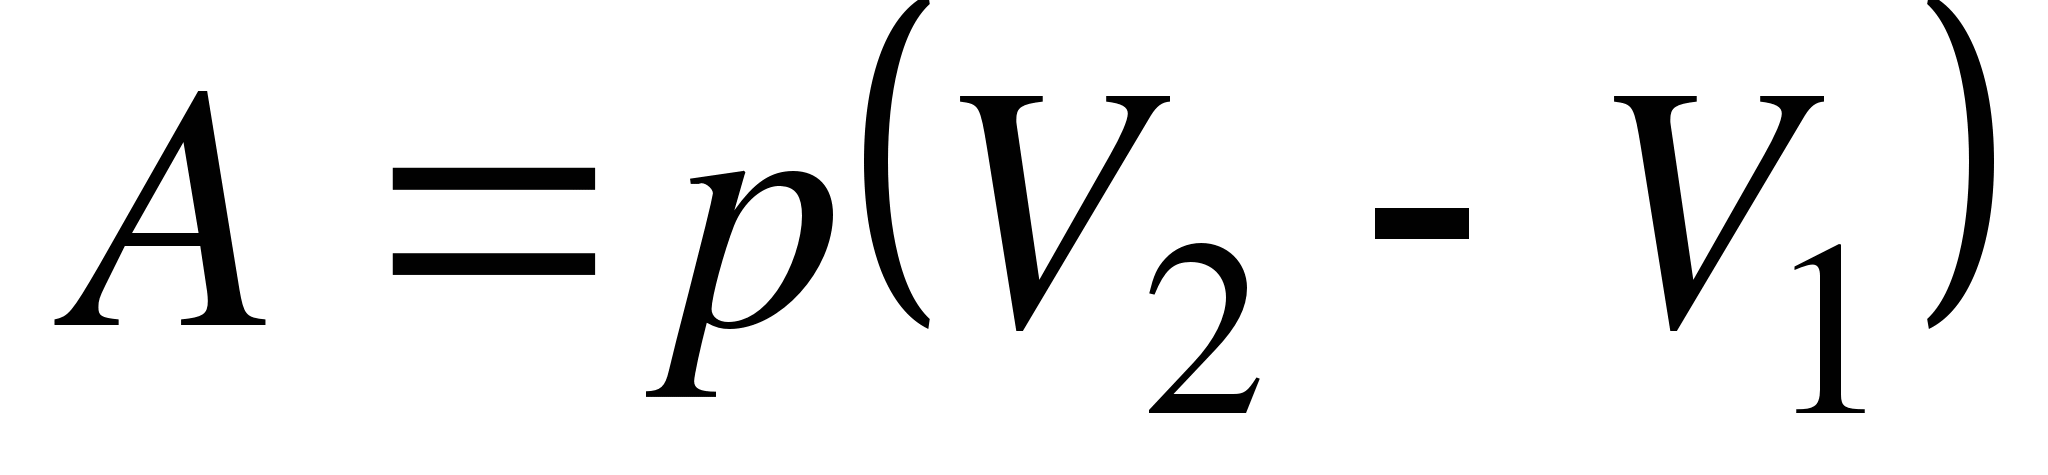 A = p(V₂ - V₁)